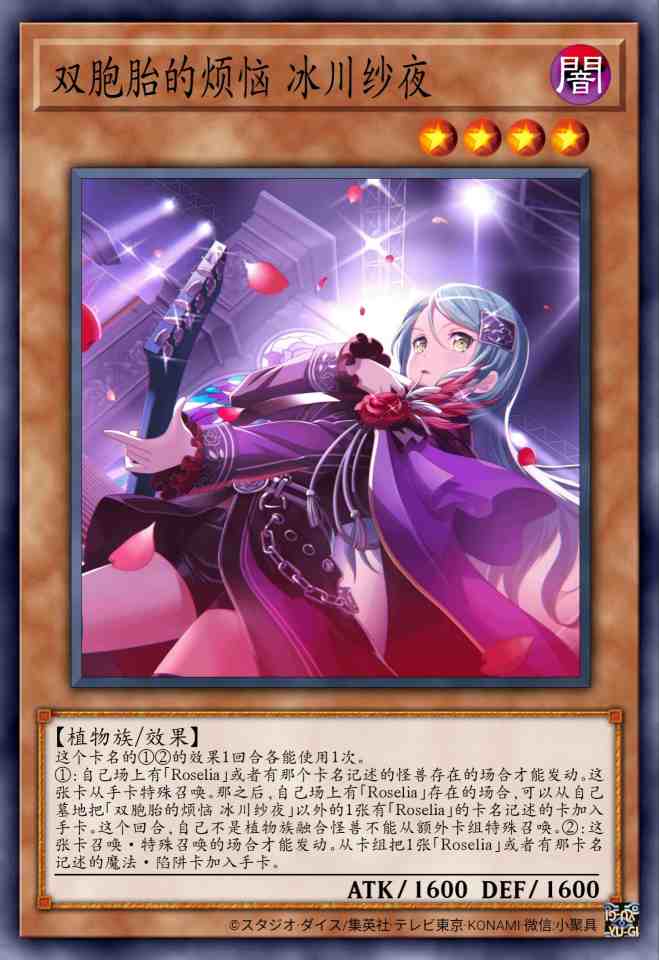 双胞胎的烦恼 冰川纱夜
闇
【植物族/效果】
这个卡名的①②的效果1回合各能使用1次。
①:自己场上有「Roselia」或者有那个卡名记述的怪兽存在的场合才能发动。这
张卡从手卡特殊召唤。那之后,自己场上有「Roselia」存在的场合,可以从自己
墓地把「双胞胎的烦恼 冰川纱夜」以外的1张有「Roselia」的卡名记述的卡加入
手卡。这个回合,自己不是植物族融合怪兽不能从额外卡组特殊召唤。②:这
张卡召唤・特殊召唤的场合才能发动。从卡组把1张「Roselia」或者有那卡名
记述的魔法・陷阱卡加入手卡。
ATK/1600 DEF/1600
©スタジオ・ダイス/集英社·テレビ東京·KONAMI 微信:小聚具